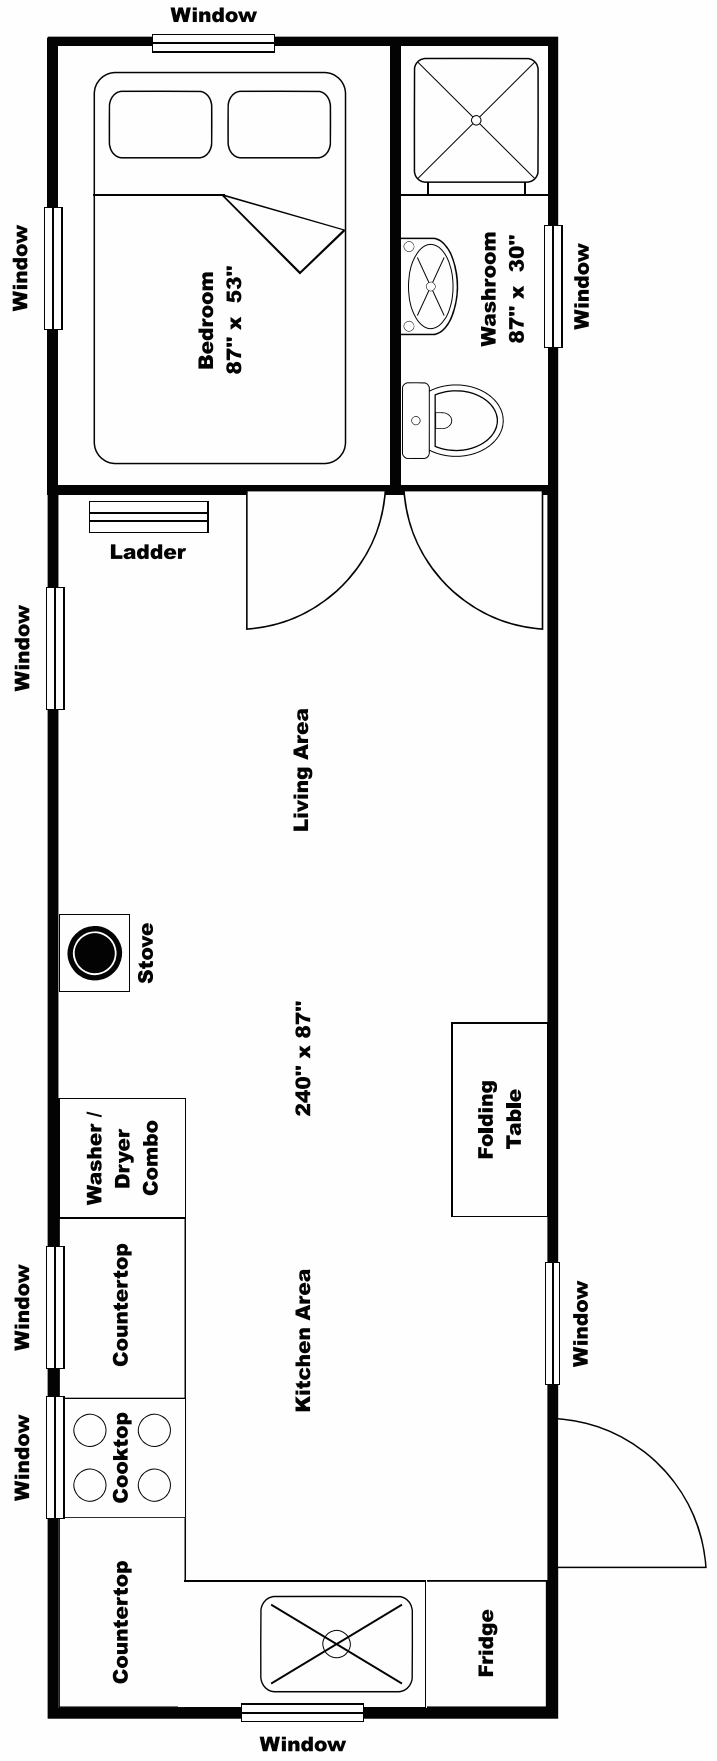 Window
Window
Bedroom
87" x 53"
Washroom
87" x 30"
Window
Ladder
Window
Living Area
Stove
240" x 87"
Folding
Table
Washer /
Dryer
Combo
Window
Countertop
Kitchen Area
Window
Window
Cooktop
Countertop
Fridge
Window